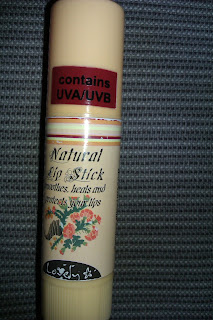 contains
UVA/UVB
Natural
Lip Stick
soothes, heals and
protects your lips